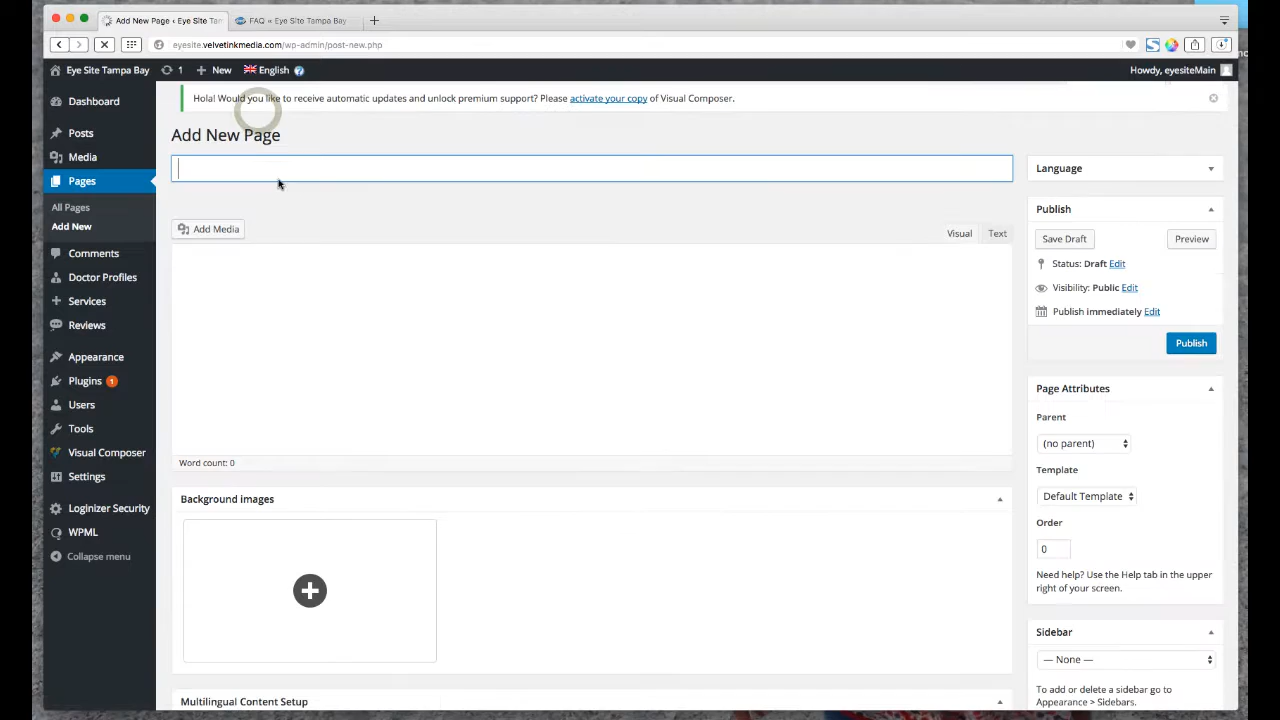 Add New Page ‹ Eye Site Tam
FAQ « Eye Site Tampa Bay
eyesite.velvetinkmedia.com/wp-admin/post-new.php
Eye Site Tampa Bay
1
New
English
Howdy, eyesiteMain
Dashboard
Posts
Media
Pages
All Pages
Add New
Comments
Doctor Profiles
Services
Reviews
Appearance
Plugins 1
Users
Tools
Visual Composer
Settings
Loginizer Security
WPML
Collapse menu
Hola! Would you like to receive automatic updates and unlock premium support? Please activate your copy of Visual Composer.
Add New Page
Add Media
Visual
Text
Word count: 0
Background images
Multilingual Content Setup
Language
Publish
Save Draft
Preview
Status: Draft Edit
Visibility: Public Edit
Publish immediately Edit
Publish
Page Attributes
Parent
(no parent)
Template
Default Template
Order
0
Need help? Use the Help tab in the upper
right of your screen.
Sidebar
— None —
To add or delete a sidebar go to
Appearance > Sidebars.